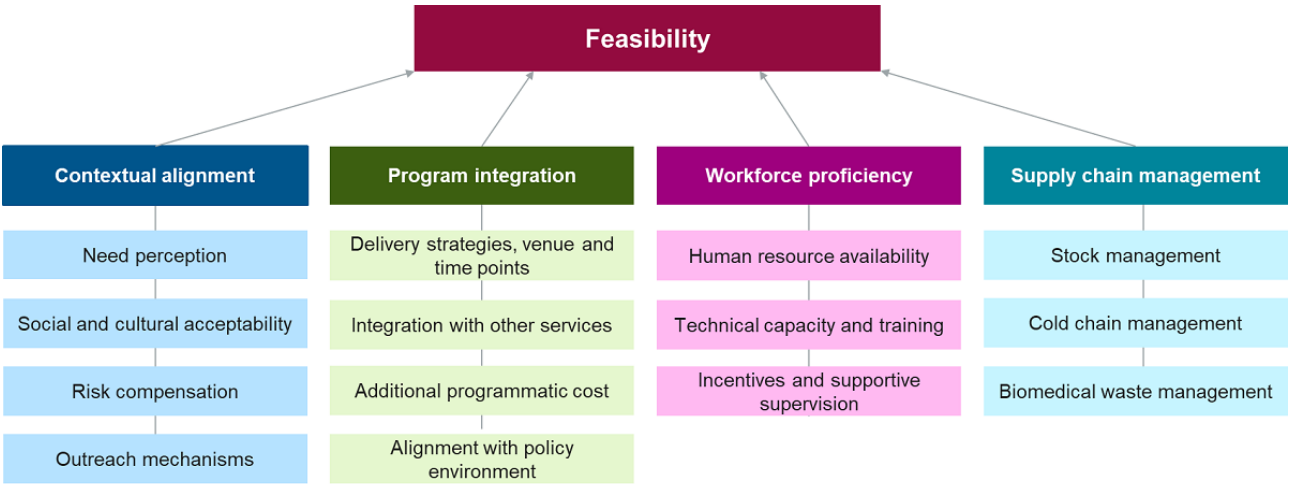 Feasibility
Contextual alignment
Need perception
Social and cultural acceptability
Risk compensation
Outreach mechanisms
Program integration
Delivery strategies, venue and
time points
Integration with other services
Additional programmatic cost
Alignment with policy
environment
Workforce proficiency
Human resource availability
Technical capacity and training
Incentives and supportive
supervision
Supply chain management
Stock management
Cold chain management
Biomedical waste management